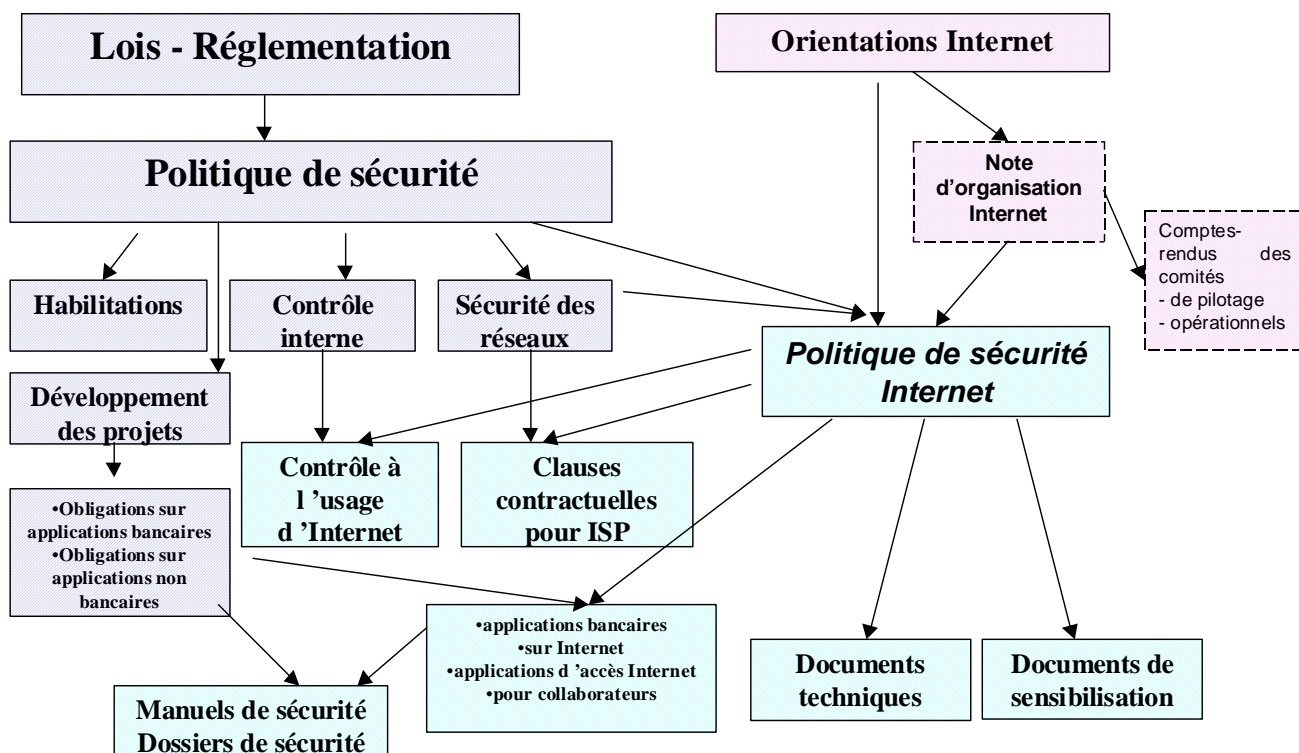 Lois - Réglementation
Orientations Internet
Politique de sécurité
Note
d'organisation
Internet
Comptes-
rendus des
comités
- de pilotage
- opérationnels
Habilitations
Contrôle
interne
Sécurité des
réseaux
Politique de sécurité
Internet
Développement
des projets
Contrôle à
l ’usage
d ’Internet
Clauses
contractuelles
pour ISP
•Obligations sur
applications bancaires
•Obligations sur
applications non
bancaires
•applications bancaires
•sur Internet
•applications d ’accès Internet
•pour collaborateurs
Documents
techniques
Documents de
sensibilisation
Manuels de sécurité
Dossiers de sécurité